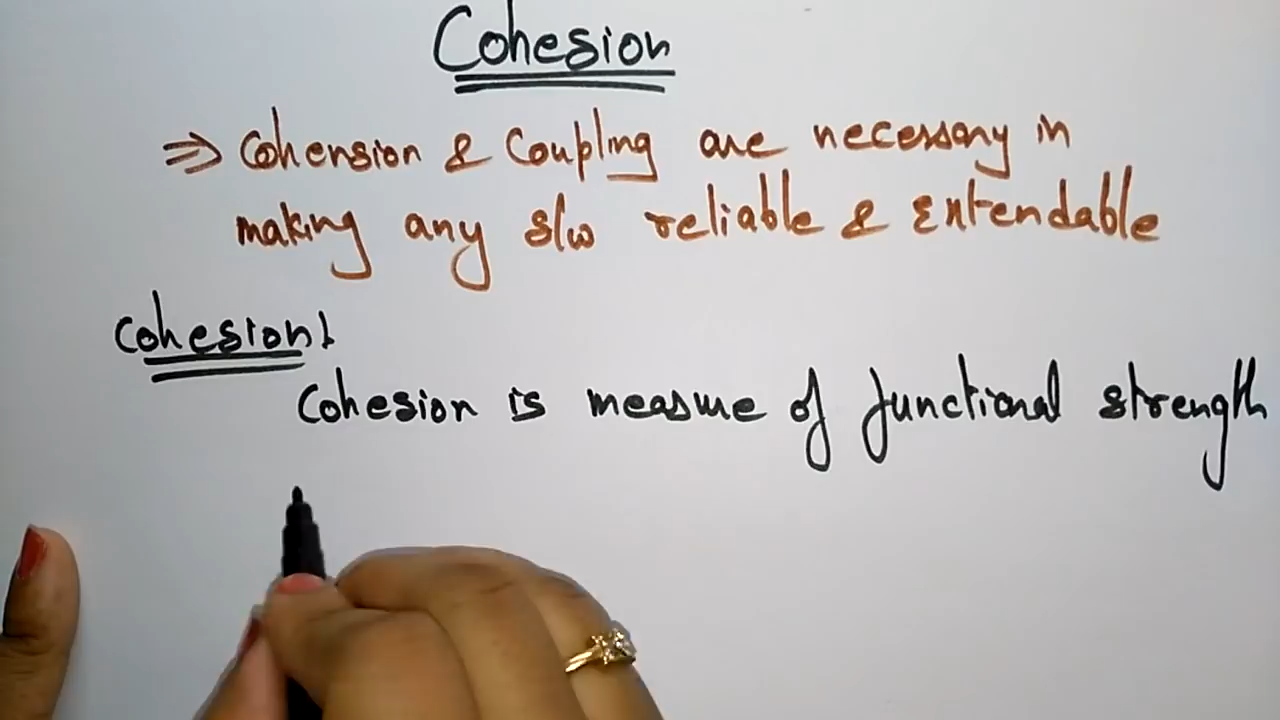 Cohesion
⇒ Cohension & Coupling are necessary in
making any s/w reliable & Extendable
Cohesion:
Cohesion is measure of functional strength